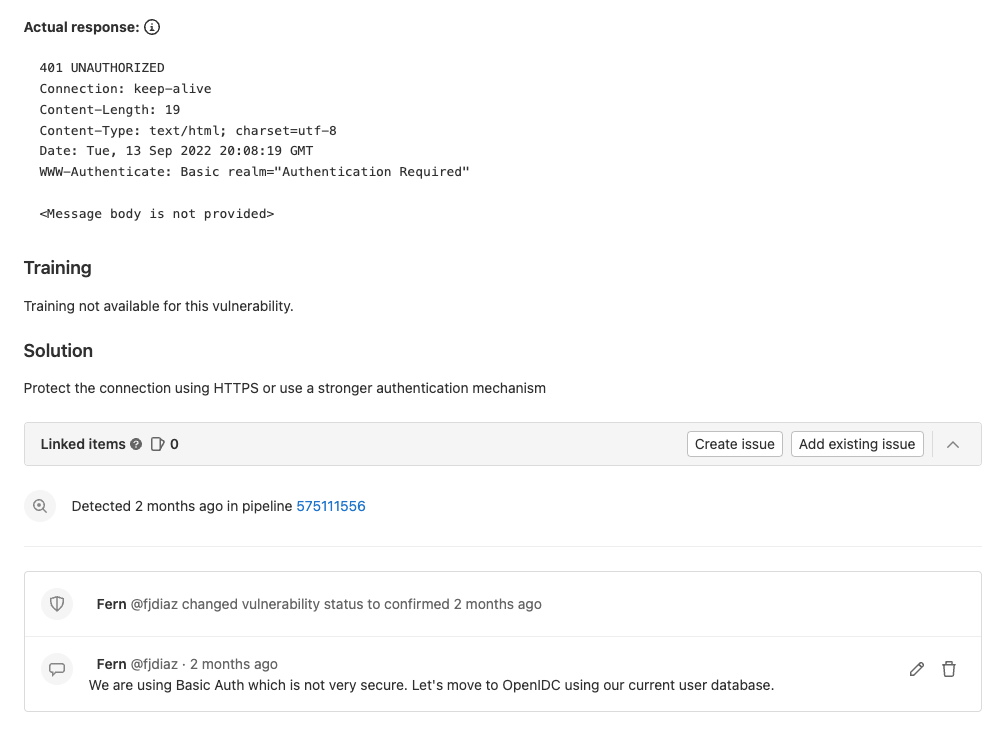 Actual response:
401 UNAUTHORIZED
Connection: keep-alive
Content-Length: 19
Content-Type: text/html; charset=utf-8
Date: Tue, 13 Sep 2022 20:08:19 GMT
WWW-Authenticate: Basic realm="Authentication Required"
<Message body is not provided>
Training
Training not available for this vulnerability.
Solution
Protect the connection using HTTPS or use a stronger authentication mechanism
Linked items 0 Create issue Add existing issue
Detected 2 months ago in pipeline 575111556
Fern @fjdiaz changed vulnerability status to confirmed 2 months ago
Fern @fjdiaz · 2 months ago
We are using Basic Auth which is not very secure. Let's move to OpenIDC using our current user database.